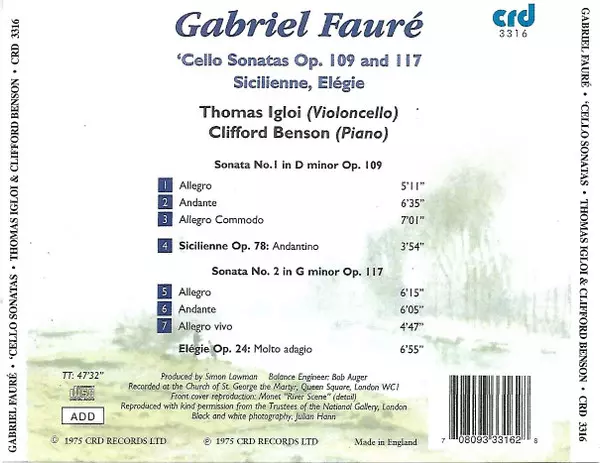 GABRIEL FAURÉ • 'CELLO SONATAS • THOMAS IGLOI & CLIFFORD BENSON • CRD 3316
Gabriel Fauré
crd
3316
'Cello Sonatas Op. 109 and 117
Sicilienne, Elégie
Thomas Igloi (Violoncello)
Clifford Benson (Piano)
Sonata No.1 in D minor Op. 109
1 Allegro 5'11"
2 Andante 6'35"
3 Allegro Commodo 7'01"
4 Sicilienne Op. 78: Andantino 3'54"
Sonata No. 2 in G minor Op. 117
5 Allegro 6'15"
6 Andante 6'05"
7 Allegro vivo 4'47"
Elégie Op. 24: Molto adagio 6'55"
TT: 47'32"
Produced by Simon Lawman Balance Engineer: Bob Auger
Recorded at the Church of St. George the Martyr, Queen Square, London WC1
Front cover reproduction: Monet "River Scene" (detail)
Reproduced with kind permission from the Trustees of the National Gallery, London
Black and white photography: Julian Hann
COMPACT
disc
DIGITAL AUDIO
ADD
© 1975 CRD RECORDS LTD ℗ 1975 CRD RECORDS LTD Made in England
7 08093 33162 8
GABRIEL FAURÉ • 'CELLO SONATAS • THOMAS IGLOI & CLIFFORD BENSON • CRD 3316